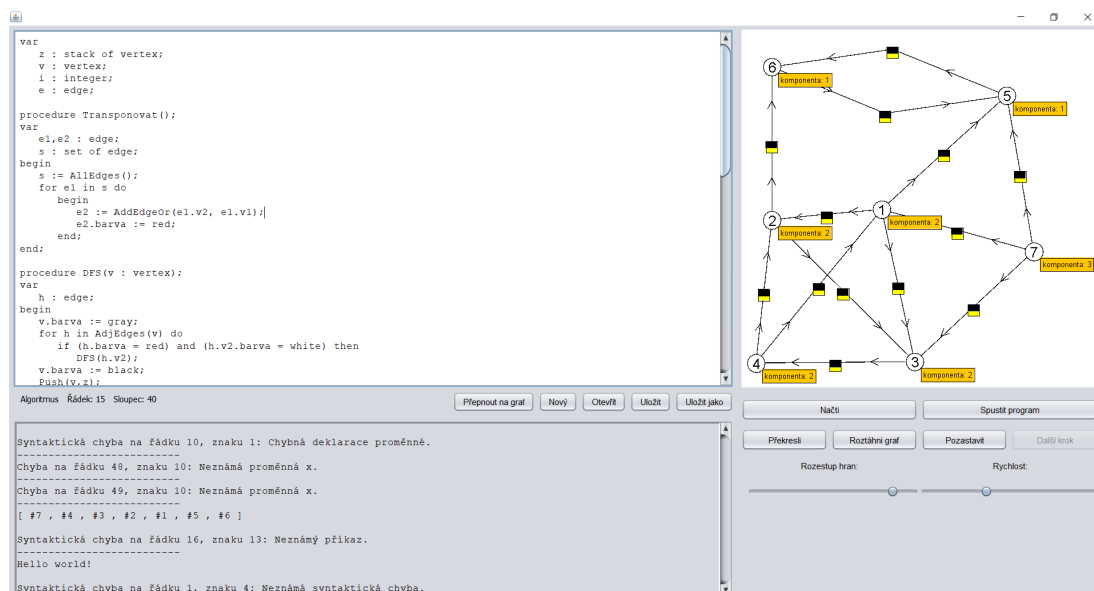 var
z : stack of vertex;
v : vertex;
i : integer;
e : edge;
procedure Transponovat();
var
e1,e2 : edge;
s : set of edge;
begin
s := AllEdges();
for e1 in s do
begin
e2 := AddEdgeOr(e1.v2, e1.v1);
e2.barva := red;
end;
end;
procedure DFS(v : vertex);
var
h : edge;
begin
v.barva := gray;
for h in AdjEdges(v) do
if (h.barva = red) and (h.v2.barva = white) then
DFS(h.v2);
v.barva := black;
Push(v,z);
Algoritmus Řádek: 15 Sloupec: 40
Přepnout na graf
Nový
Otevřít
Uložit
Uložit jako
Syntaktická chyba na řádku 10, znaku 1: Chybná deklarace proměnné.
--------------------------
Chyba na řádku 48, znaku 10: Neznámá proměnná x.
--------------------------
Chyba na řádku 49, znaku 10: Neznámá proměnná x.
--------------------------
[ #7 , #4 , #3 , #2 , #1 , #5 , #6 ]
Syntaktická chyba na řádku 16, znaku 13: Neznámý příkaz.
--------------------------
Hello world!
Syntaktická chyba na řádku 1, znaku 4: Neznámá syntaktická chyba.
6
komponenta: 1
5
komponenta: 1
1
komponenta: 2
2
komponenta: 2
7
komponenta: 3
4
komponenta: 2
3
komponenta: 2
Načti
Spustit program
Překresli
Roztáhni graf
Pozastavit
Další krok
Rozestup hran:
Rychlost: